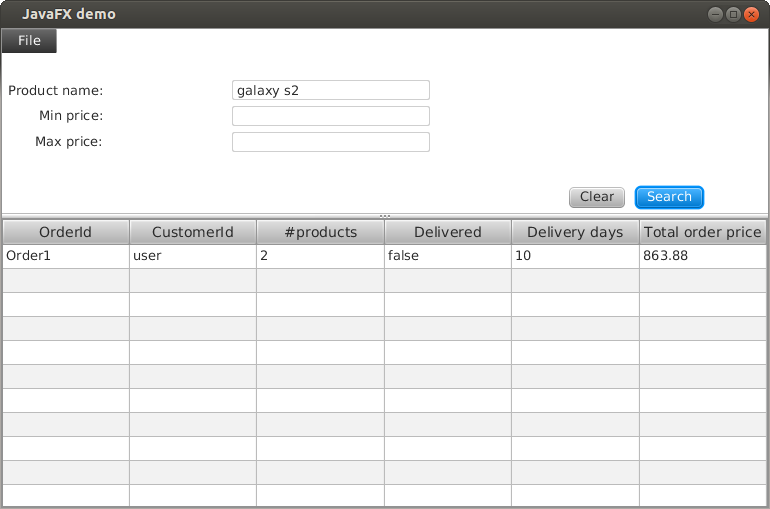 JavaFX demo
File
Product name: galaxy s2
Min price:
Max price:
Clear Search
OrderId CustomerId #products Delivered Delivery days Total order price
Order1 user 2 false 10 863.88